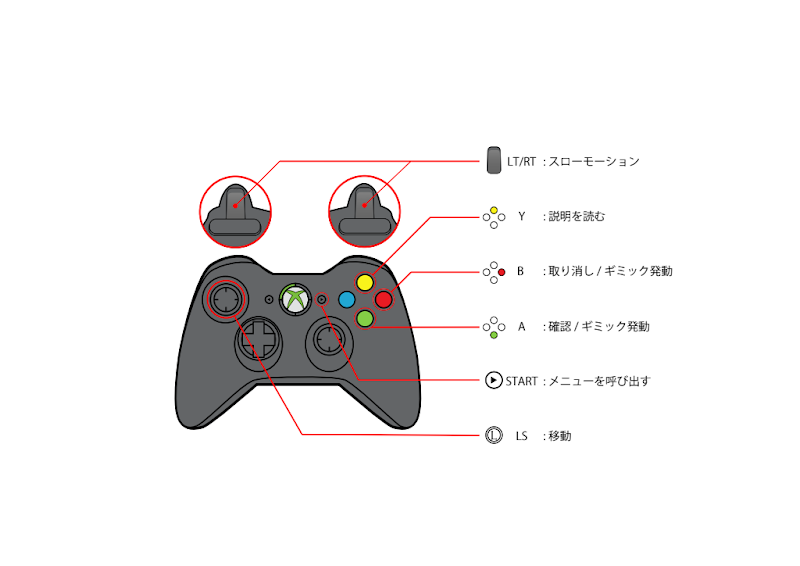 LT/RT : スローモーション
Y : 説明を読む
B : 取り消し / ギミック発動
A : 確認 / ギミック発動
START : メニューを呼び出す
L LS : 移動